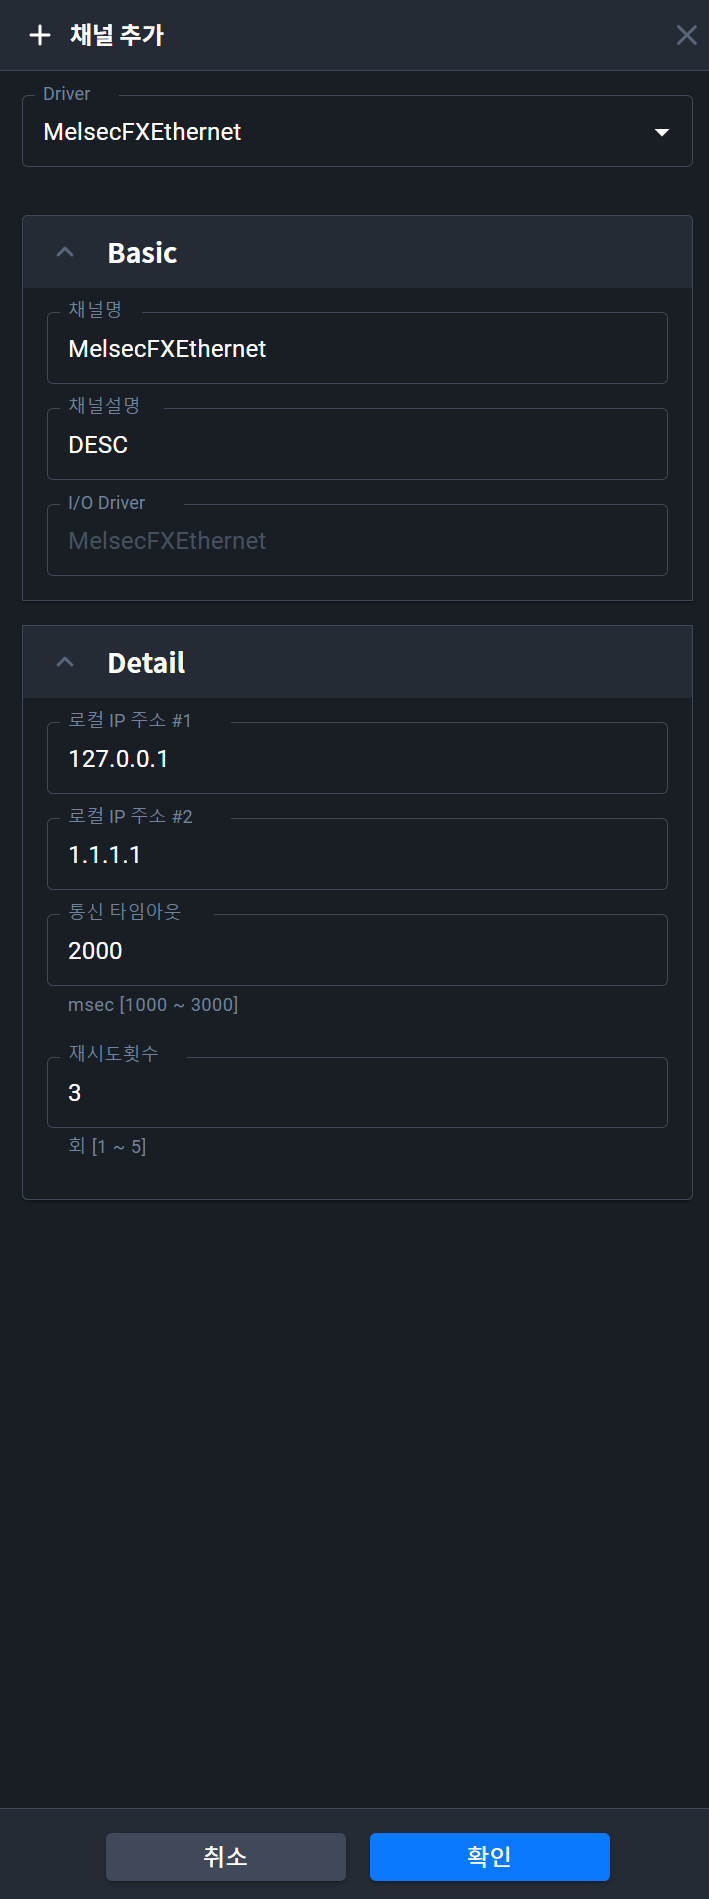 채널 추가
Driver
MelsecFXEthernet
Basic
채널명
MelsecFXEthernet
채널설명
DESC
I/O Driver
MelsecFXEthernet
Detail
로컬 IP 주소 #1
127.0.0.1
로컬 IP 주소 #2
1.1.1.1
통신 타임아웃
2000
msec [1000 ~ 3000]
재시도횟수
3
회 [1 ~ 5]
취소
확인